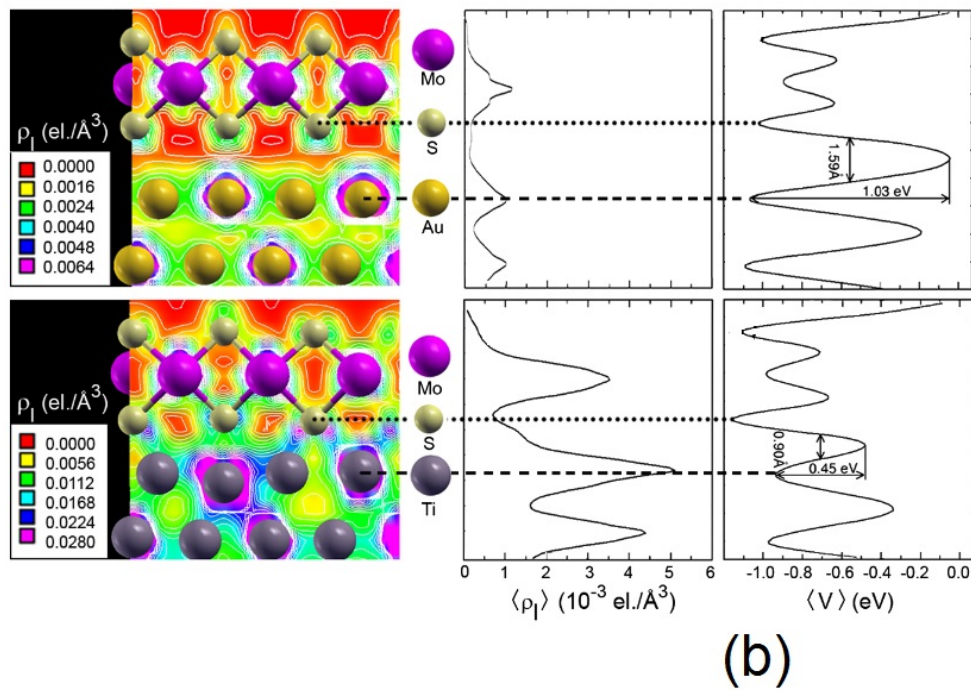 Mo
S
Au
ρ_l (el./Å³)
0.0000
0.0016
0.0024
0.0040
0.0048
0.0064
1.59Å
1.03 eV
Mo
S
Ti
ρ_l (el./Å³)
0.0000
0.0056
0.0112
0.0168
0.0224
0.0280
0.90Å
0.45 eV
0 1 2 3 4 5 6
⟨ρ_l⟩ (10⁻³ el./Å³)
-1.0 -0.8 -0.6 -0.4 -0.2 0.0
⟨V⟩ (eV)
(b)